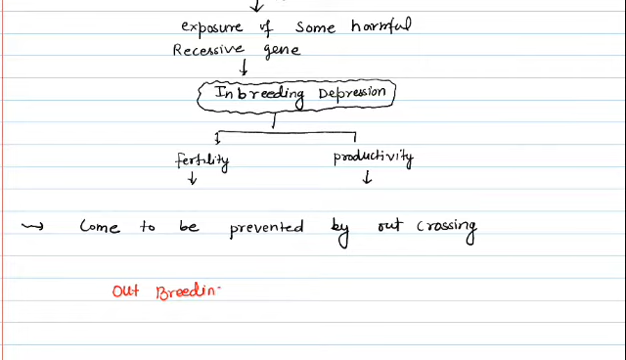 exposure of some harmful
Recessive gene
Inbreeding Depression
fertility productivity
Come to be prevented by out crossing
Out Breedin